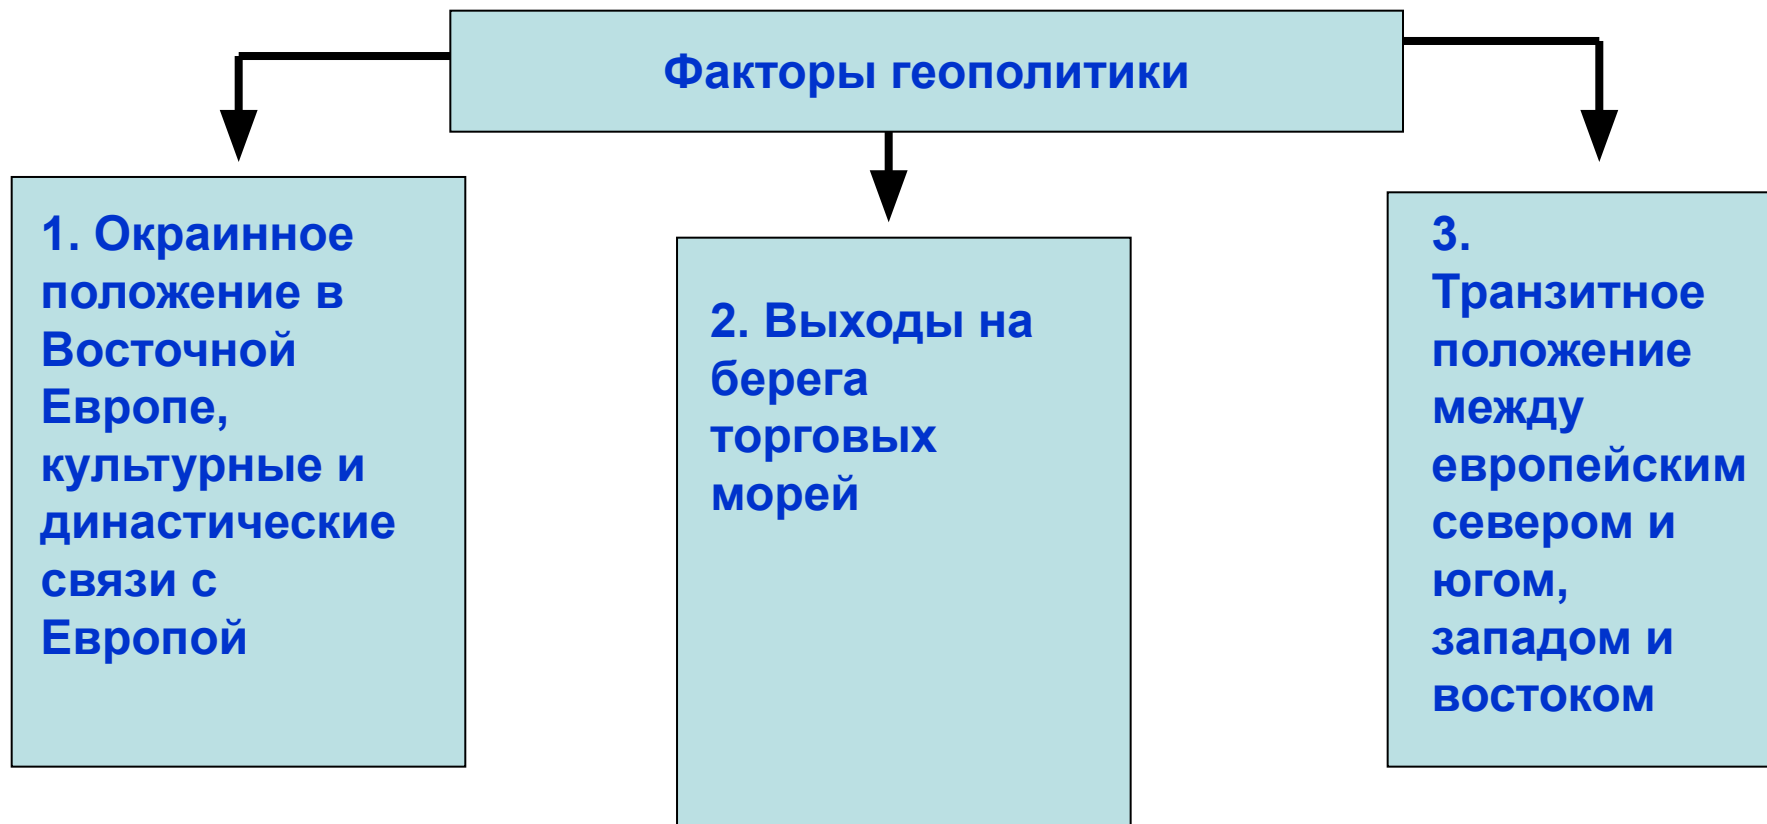 Факторы геополитики
1. Окраинное
положение в
Восточной
Европе,
культурные и
династические
связи с
Европой
2. Выходы на
берега
торговых
морей
3.
Транзитное
положение
между
европейским
севером и
югом,
западом и
востоком